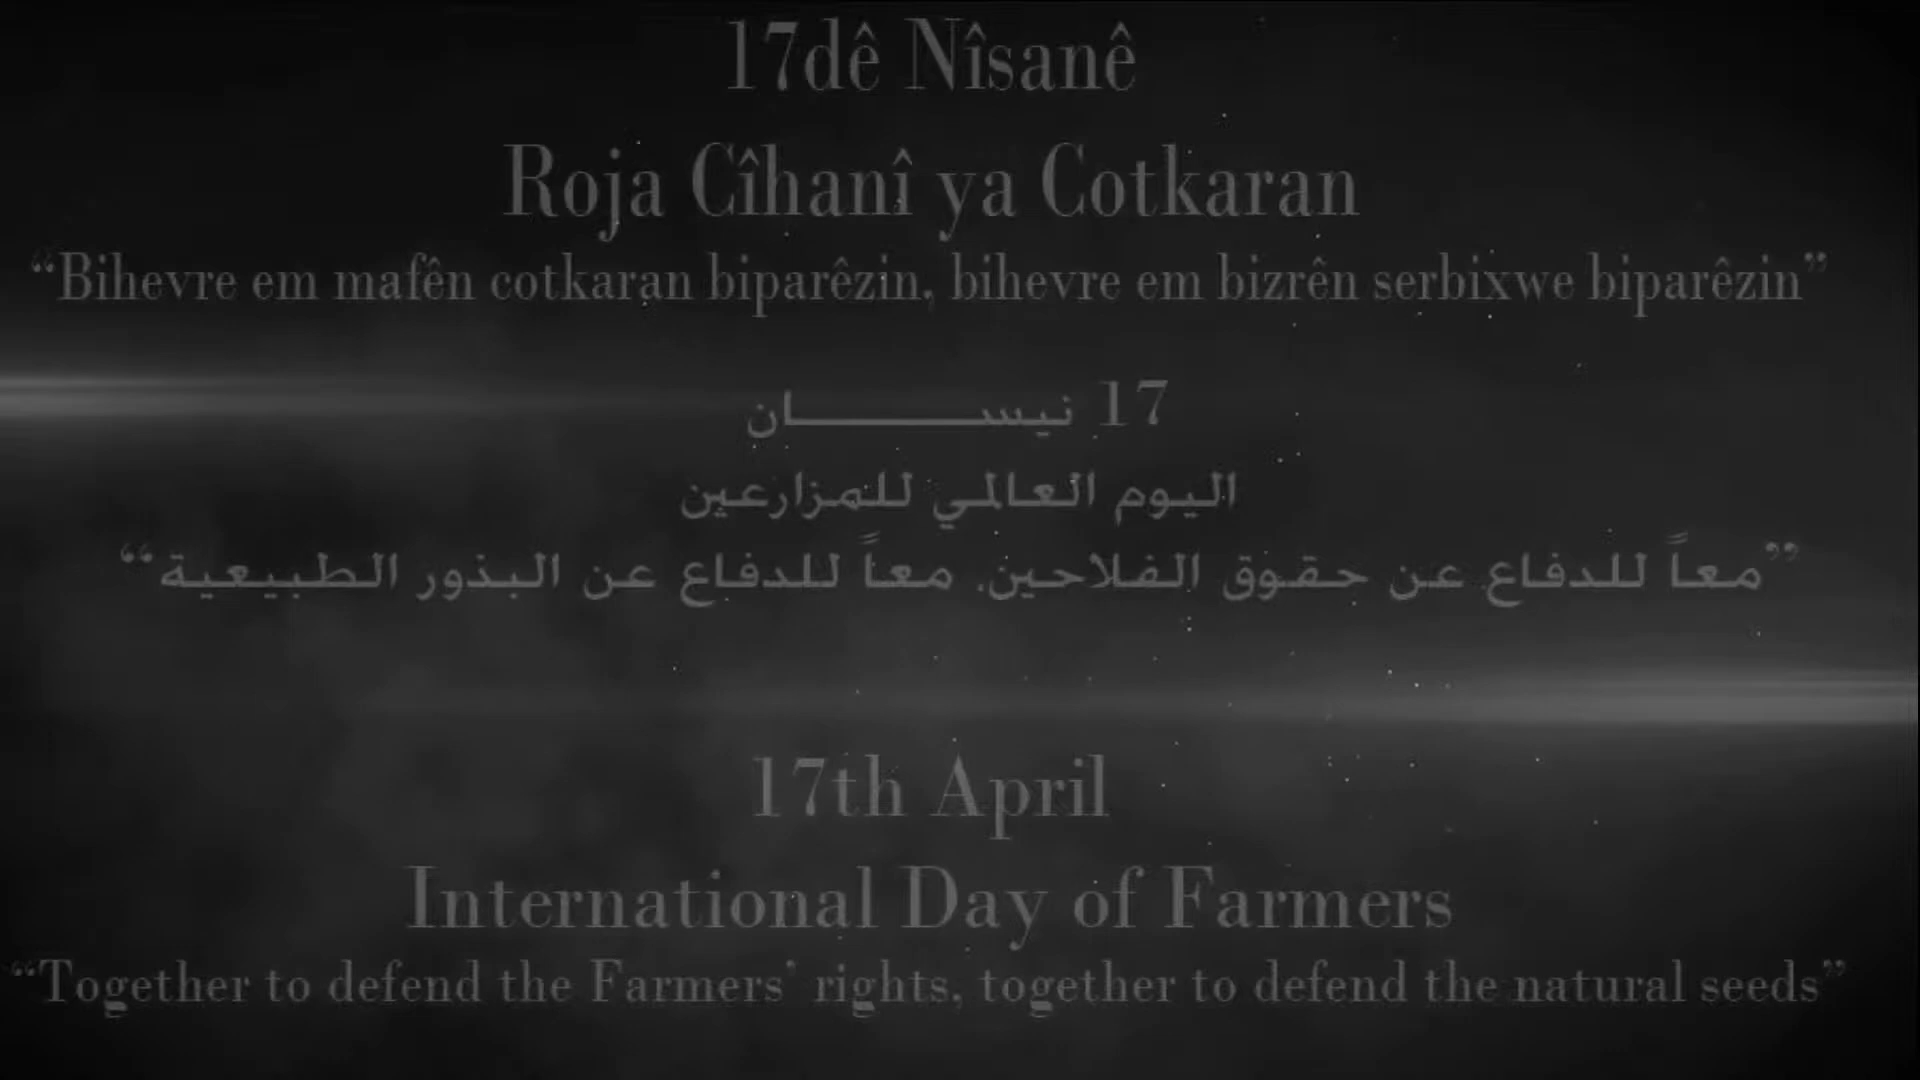 17dê Nîsanê
Roja Cîhanî ya Cotkaran
“Bihevre em mafên cotkaran biparêzin, bihevre em bizrên serbixwe biparêzin”
17 نيســـــــــان
اليوم العالمي للمزارعين
”معاً للدفاع عن حقوق الفلاحين، معاً للدفاع عن البذور الطبيعية“
17th April
International Day of Farmers
“Together to defend the Farmers’ rights, together to defend the natural seeds”